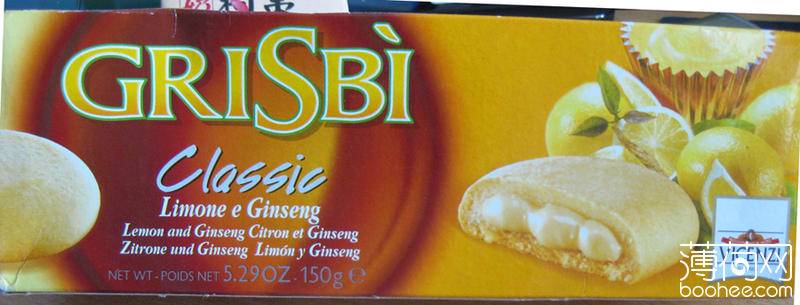 GRISBÌ
Classic
Limone e Ginseng
Lemon and Ginseng Citron et Ginseng
Zitrone und Ginseng Limón y Ginseng
NET WT - POIDS NET 5.29OZ. 150g ℮
VICENZI
薄荷网
boohee.com